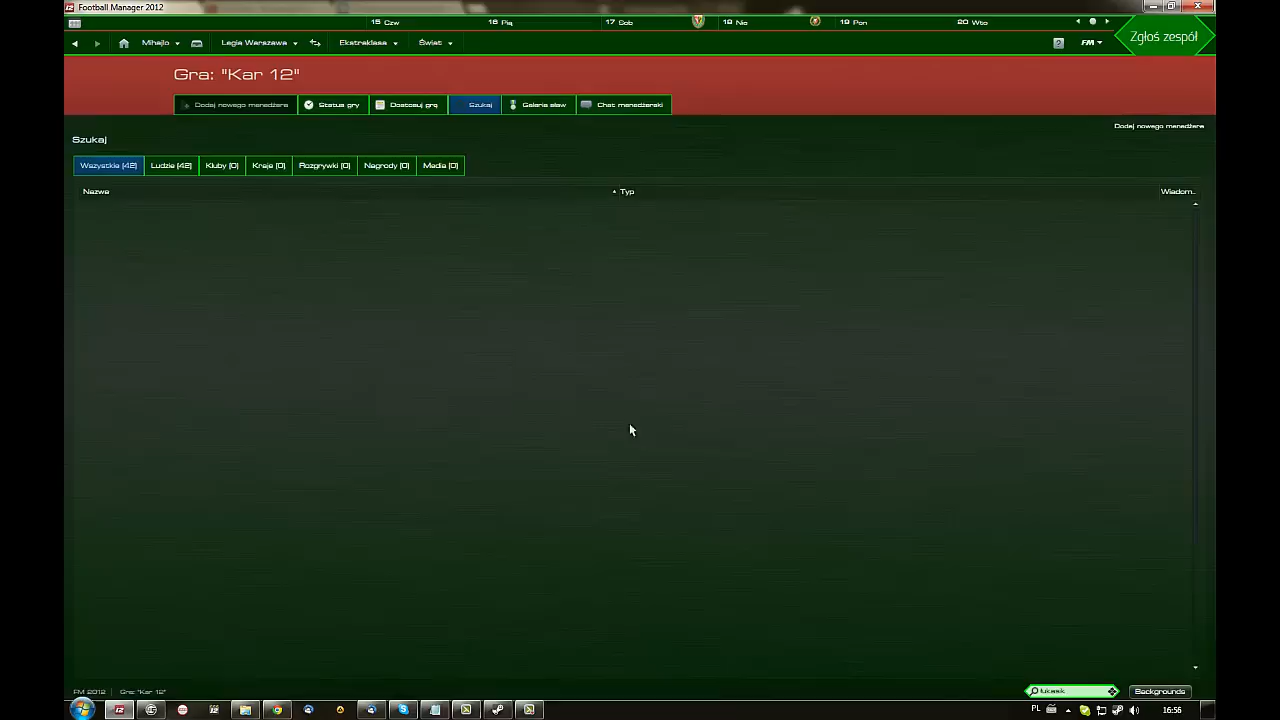 Football Manager 2012
15 Czw 16 Pią 17 Sob 18 Nie 19 Pon 20 Wto
Mihajlo Legia Warszawa Ekstraklasa Świat ? FM Zgłoś zespół
Gra: "Kar 12"
Dodaj nowego menedżera Status gry Dostosuj grę Szukaj Galeria sław Chat menedżerski
Dodaj nowego menedżera
Szukaj
Wszystkie (42) Ludzie (42) Kluby (0) Kraje (0) Rozgrywki (0) Nagrody (0) Media (0)
Nazwa Typ Wiadom..
FM 2012 Gra: "Kar 12" łukasik Backgrounds
PL 16:56